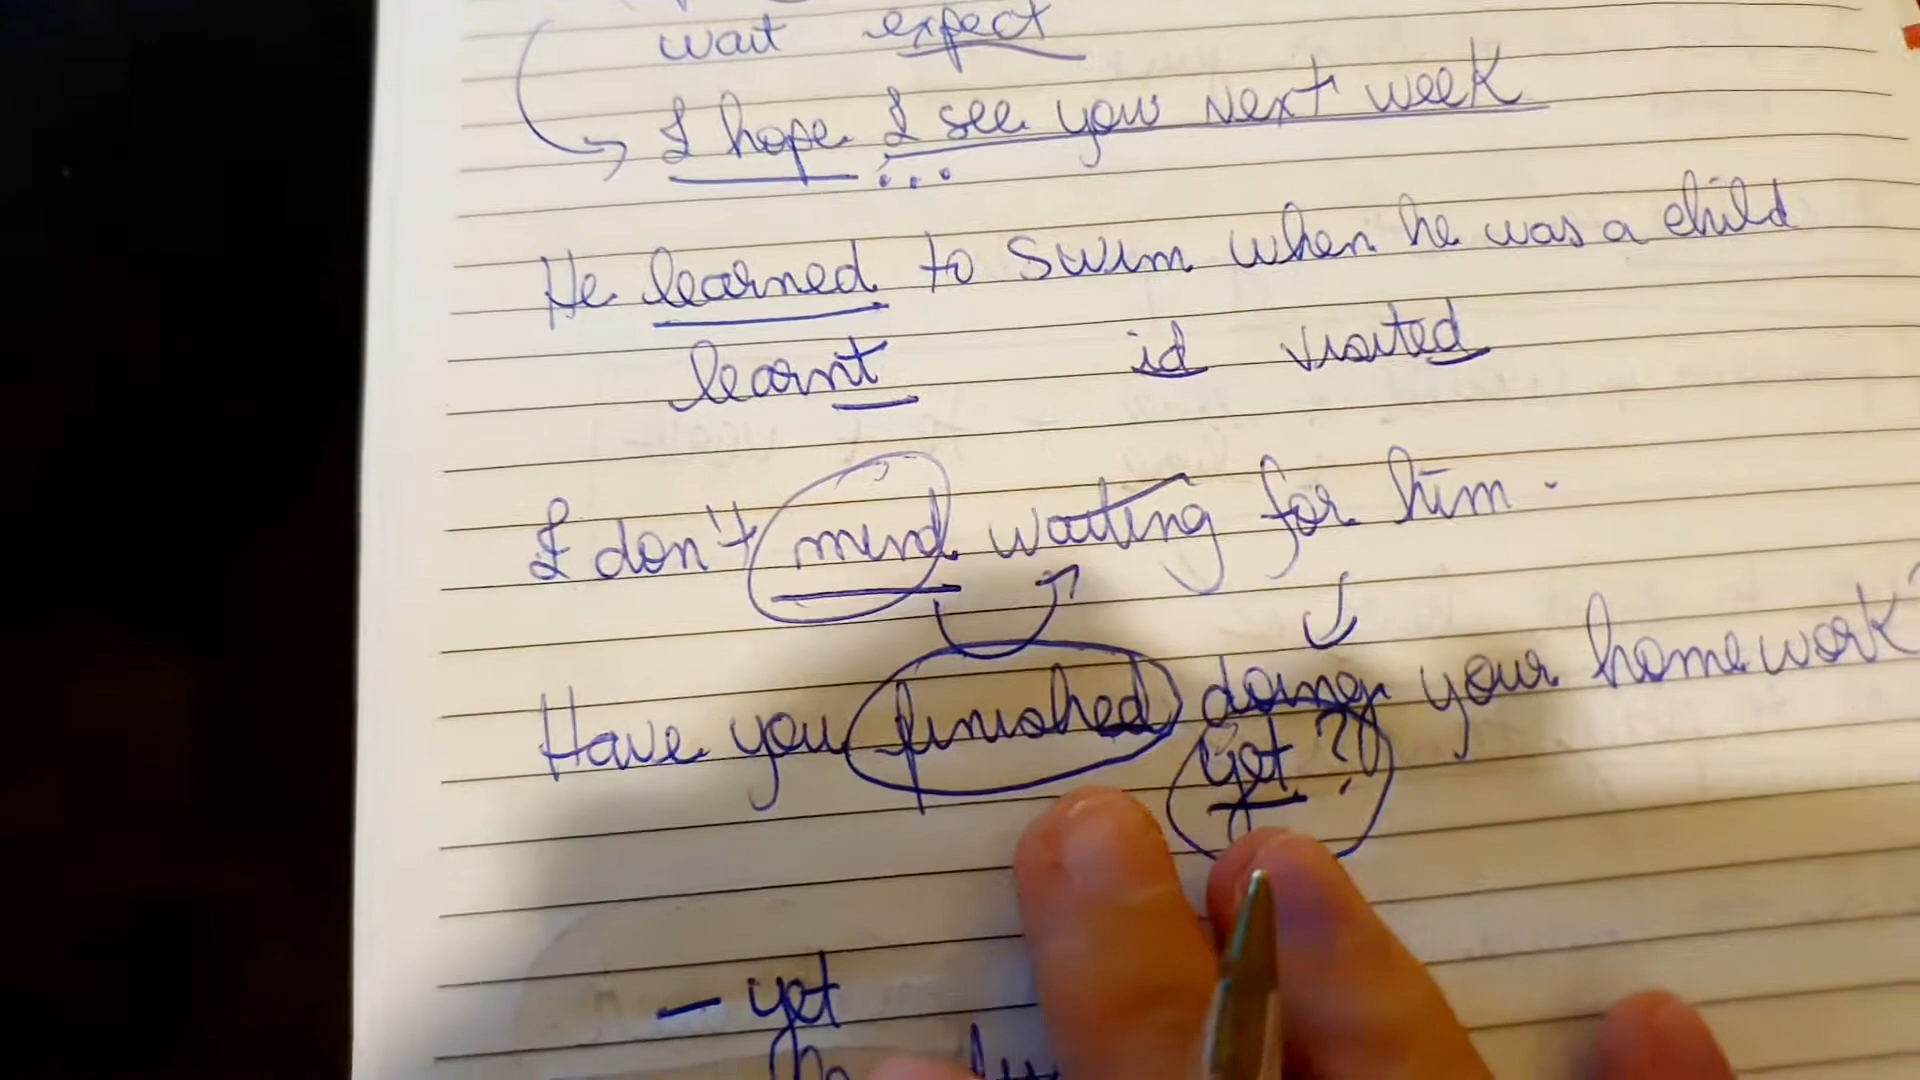 wait expect
I hope I see you next week
...
He learned to swim when he was a child
learnt id visited
I don't mind waiting for him.
Have you finished doing your homework?
yet?
- yet